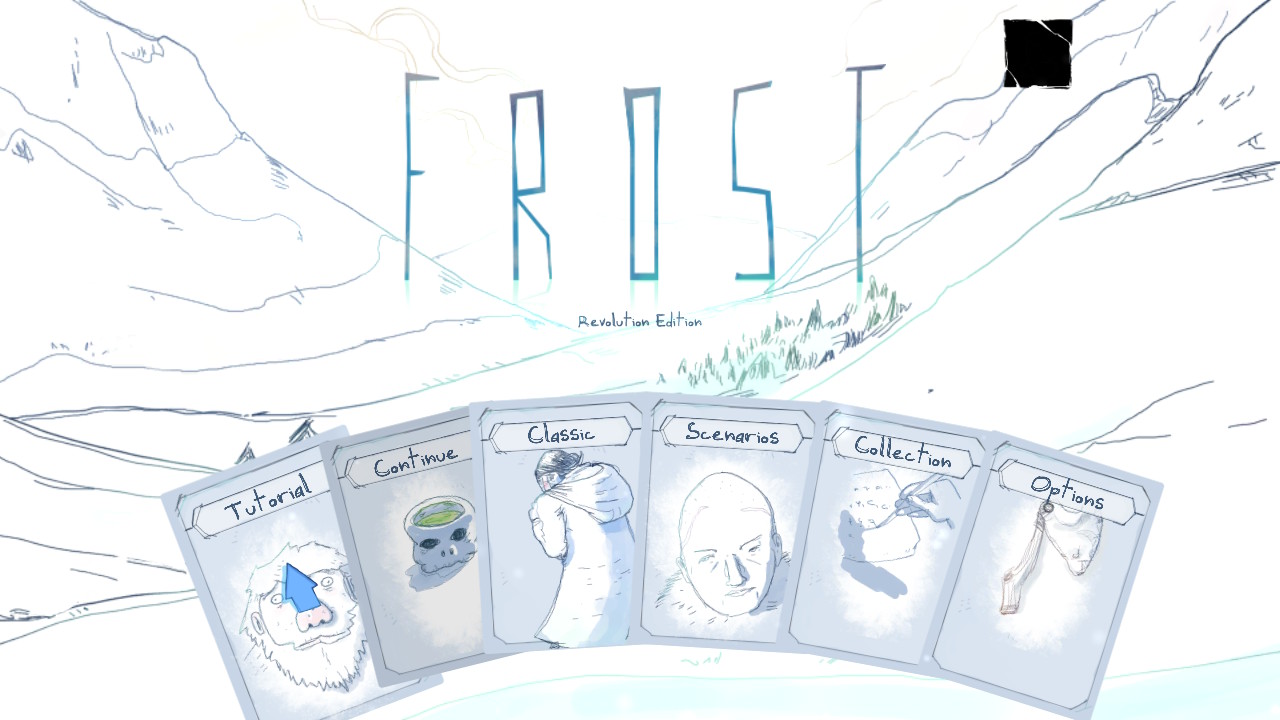 FROST
Revolution Edition
Tutorial
Continue
Classic
Scenarios
Collection
Options